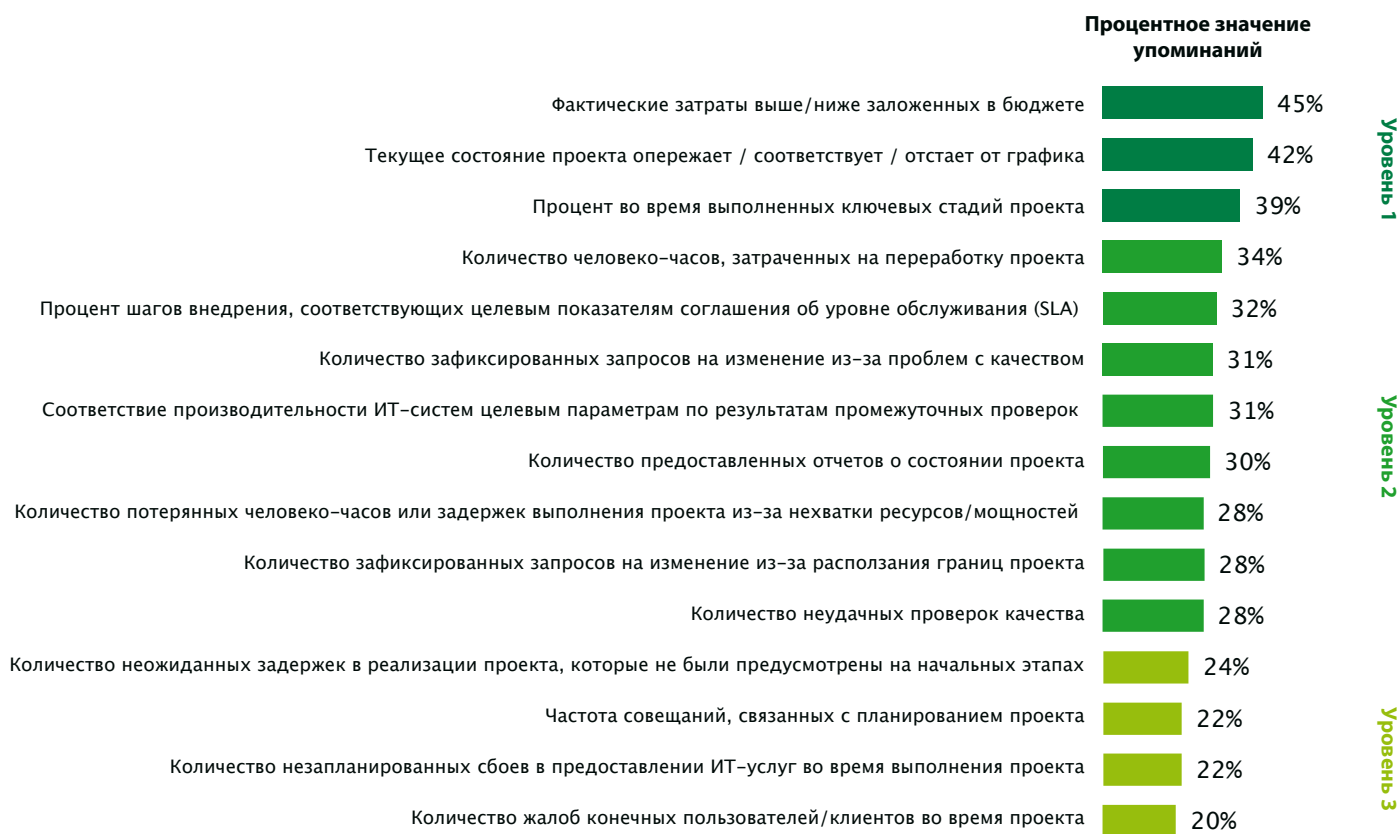 Процентное значение
упоминаний
Фактические затраты выше/ниже заложенных в бюджете 45%
Текущее состояние проекта опережает / соответствует / отстает от графика 42%
Процент во время выполненных ключевых стадий проекта 39%
Уровень 1
Количество человеко-часов, затраченных на переработку проекта 34%
Процент шагов внедрения, соответствующих целевым показателям соглашения об уровне обслуживания (SLA) 32%
Количество зафиксированных запросов на изменение из-за проблем с качеством 31%
Соответствие производительности ИТ-систем целевым параметрам по результатам промежуточных проверок 31%
Количество предоставленных отчетов о состоянии проекта 30%
Количество потерянных человеко-часов или задержек выполнения проекта из-за нехватки ресурсов/мощностей 28%
Количество зафиксированных запросов на изменение из-за расползания границ проекта 28%
Количество неудачных проверок качества 28%
Уровень 2
Количество неожиданных задержек в реализации проекта, которые не были предусмотрены на начальных этапах 24%
Частота совещаний, связанных с планированием проекта 22%
Количество незапланированных сбоев в предоставлении ИТ-услуг во время выполнения проекта 22%
Количество жалоб конечных пользователей/клиентов во время проекта 20%
Уровень 3